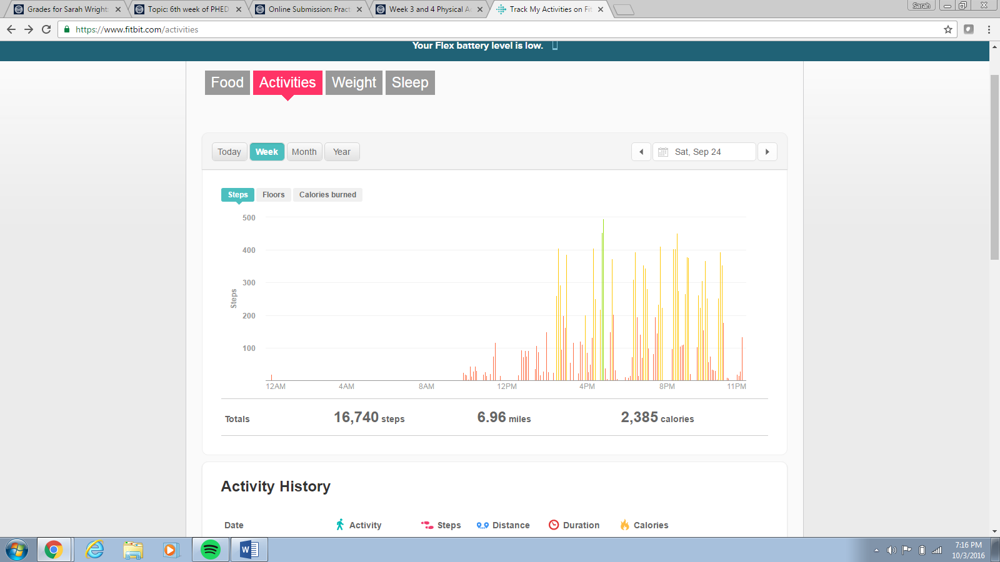 Grades for Sarah Wright:
Topic: 6th week of PHED
Online Submission: Pract
Week 3 and 4 Physical A
Track My Activities on Fit
Sarah
https://www.fitbit.com/activities
Your Flex battery level is low.
Food Activities Weight Sleep
Today Week Month Year
Sat, Sep 24
Steps Floors Calories burned
500
400
300
200
100
Steps
12AM 4AM 8AM 12PM 4PM 8PM 11PM
Totals 16,740 steps 6.96 miles 2,385 calories
Activity History
Date Activity Steps Distance Duration Calories
7:16 PM
10/3/2016